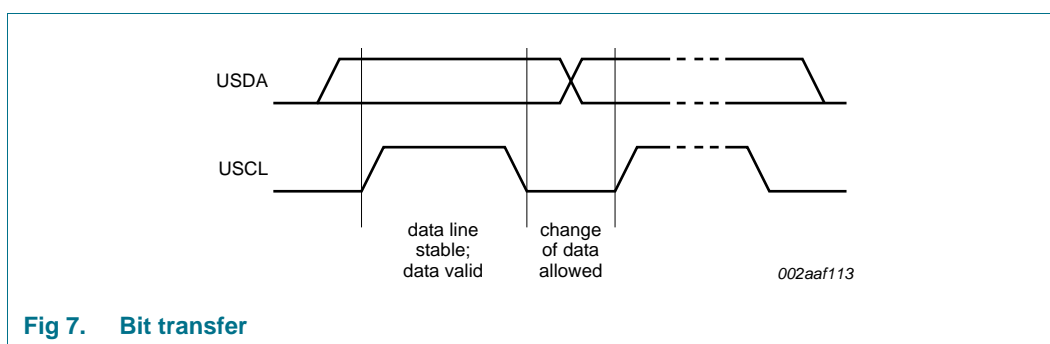 USDA
USCL
data line
stable;
data valid
change
of data
allowed
002aaf113
Fig 7. Bit transfer